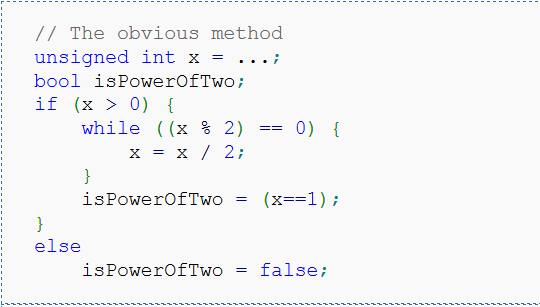 // The obvious method
unsigned int x = ...;
bool isPowerOfTwo;
if (x > 0) {
    while ((x % 2) == 0) {
        x = x / 2;
    }
    isPowerOfTwo = (x==1);
}
else
    isPowerOfTwo = false;